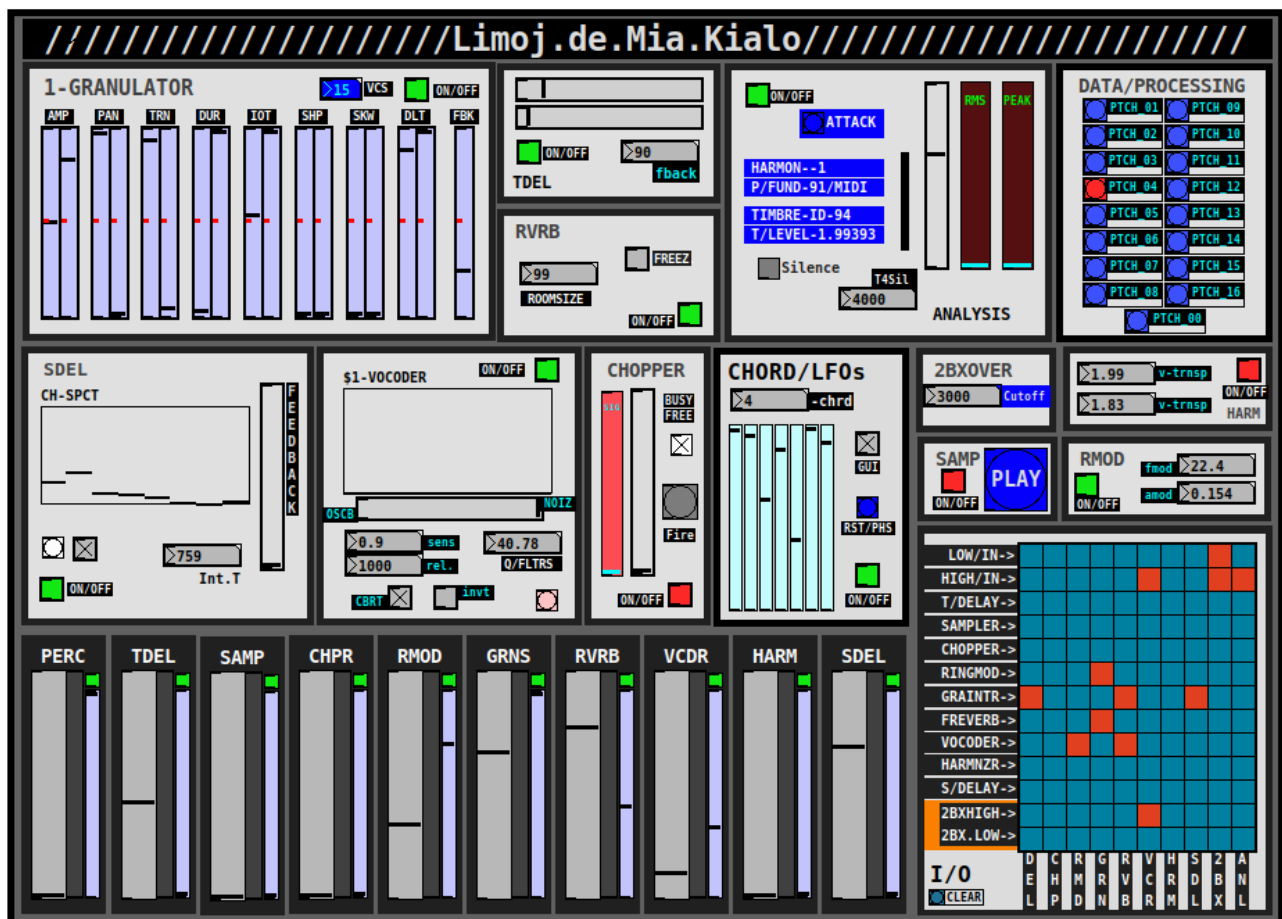 ////////////////////Limoj.de.Mia.Kialo///////////////////////
1-GRANULATOR
>15 VCS
ON/OFF
AMP PAN TRN DUR IOT SHP SKW DLT FBK
ON/OFF
>90
fback
TDEL
RVRB
FREEZ
>99
ROOMSIZE
ON/OFF
ON/OFF
ATTACK
HARMON--1
P/FUND-91/MIDI
TIMBRE-ID-94
T/LEVEL-1.99393
Silence
T4Sil
>4000
RMS PEAK
ANALYSIS
DATA/PROCESSING
PTCH_01 PTCH_09
PTCH_02 PTCH_10
PTCH_03 PTCH_11
PTCH_04 PTCH_12
PTCH_05 PTCH_13
PTCH_06 PTCH_14
PTCH_07 PTCH_15
PTCH_08 PTCH_16
PTCH_00
SDEL
CH-SPCT
FEEDBACK
>759
Int.T
ON/OFF
$1-VOCODER
ON/OFF
OSCB
NOIZ
>0.9 sens
>1000 rel.
>40.78
Q/FLTRS
CBRT
invt
CHOPPER
SIG
BUSY
FREE
Fire
ON/OFF
CHORD/LFOs
>4 -chrd
GUI
RST/PHS
ON/OFF
2BXOVER
>3000 Cutoff
>1.99 v-trnsp
>1.83 v-trnsp
ON/OFF
HARM
SAMP
ON/OFF
PLAY
RMOD
ON/OFF
fmod >22.4
amod >0.154
PERC TDEL SAMP CHPR RMOD GRNS RVRB VCDR HARM SDEL
LOW/IN->
HIGH/IN->
T/DELAY->
SAMPLER->
CHOPPER->
RINGMOD->
GRAINTR->
FREVERB->
VOCODER->
HARMNZR->
S/DELAY->
2BXHIGH->
2BX.LOW->
I/O
CLEAR
DEL CHP RMD GRN RVB VCR HRM SDL 2BX ANL